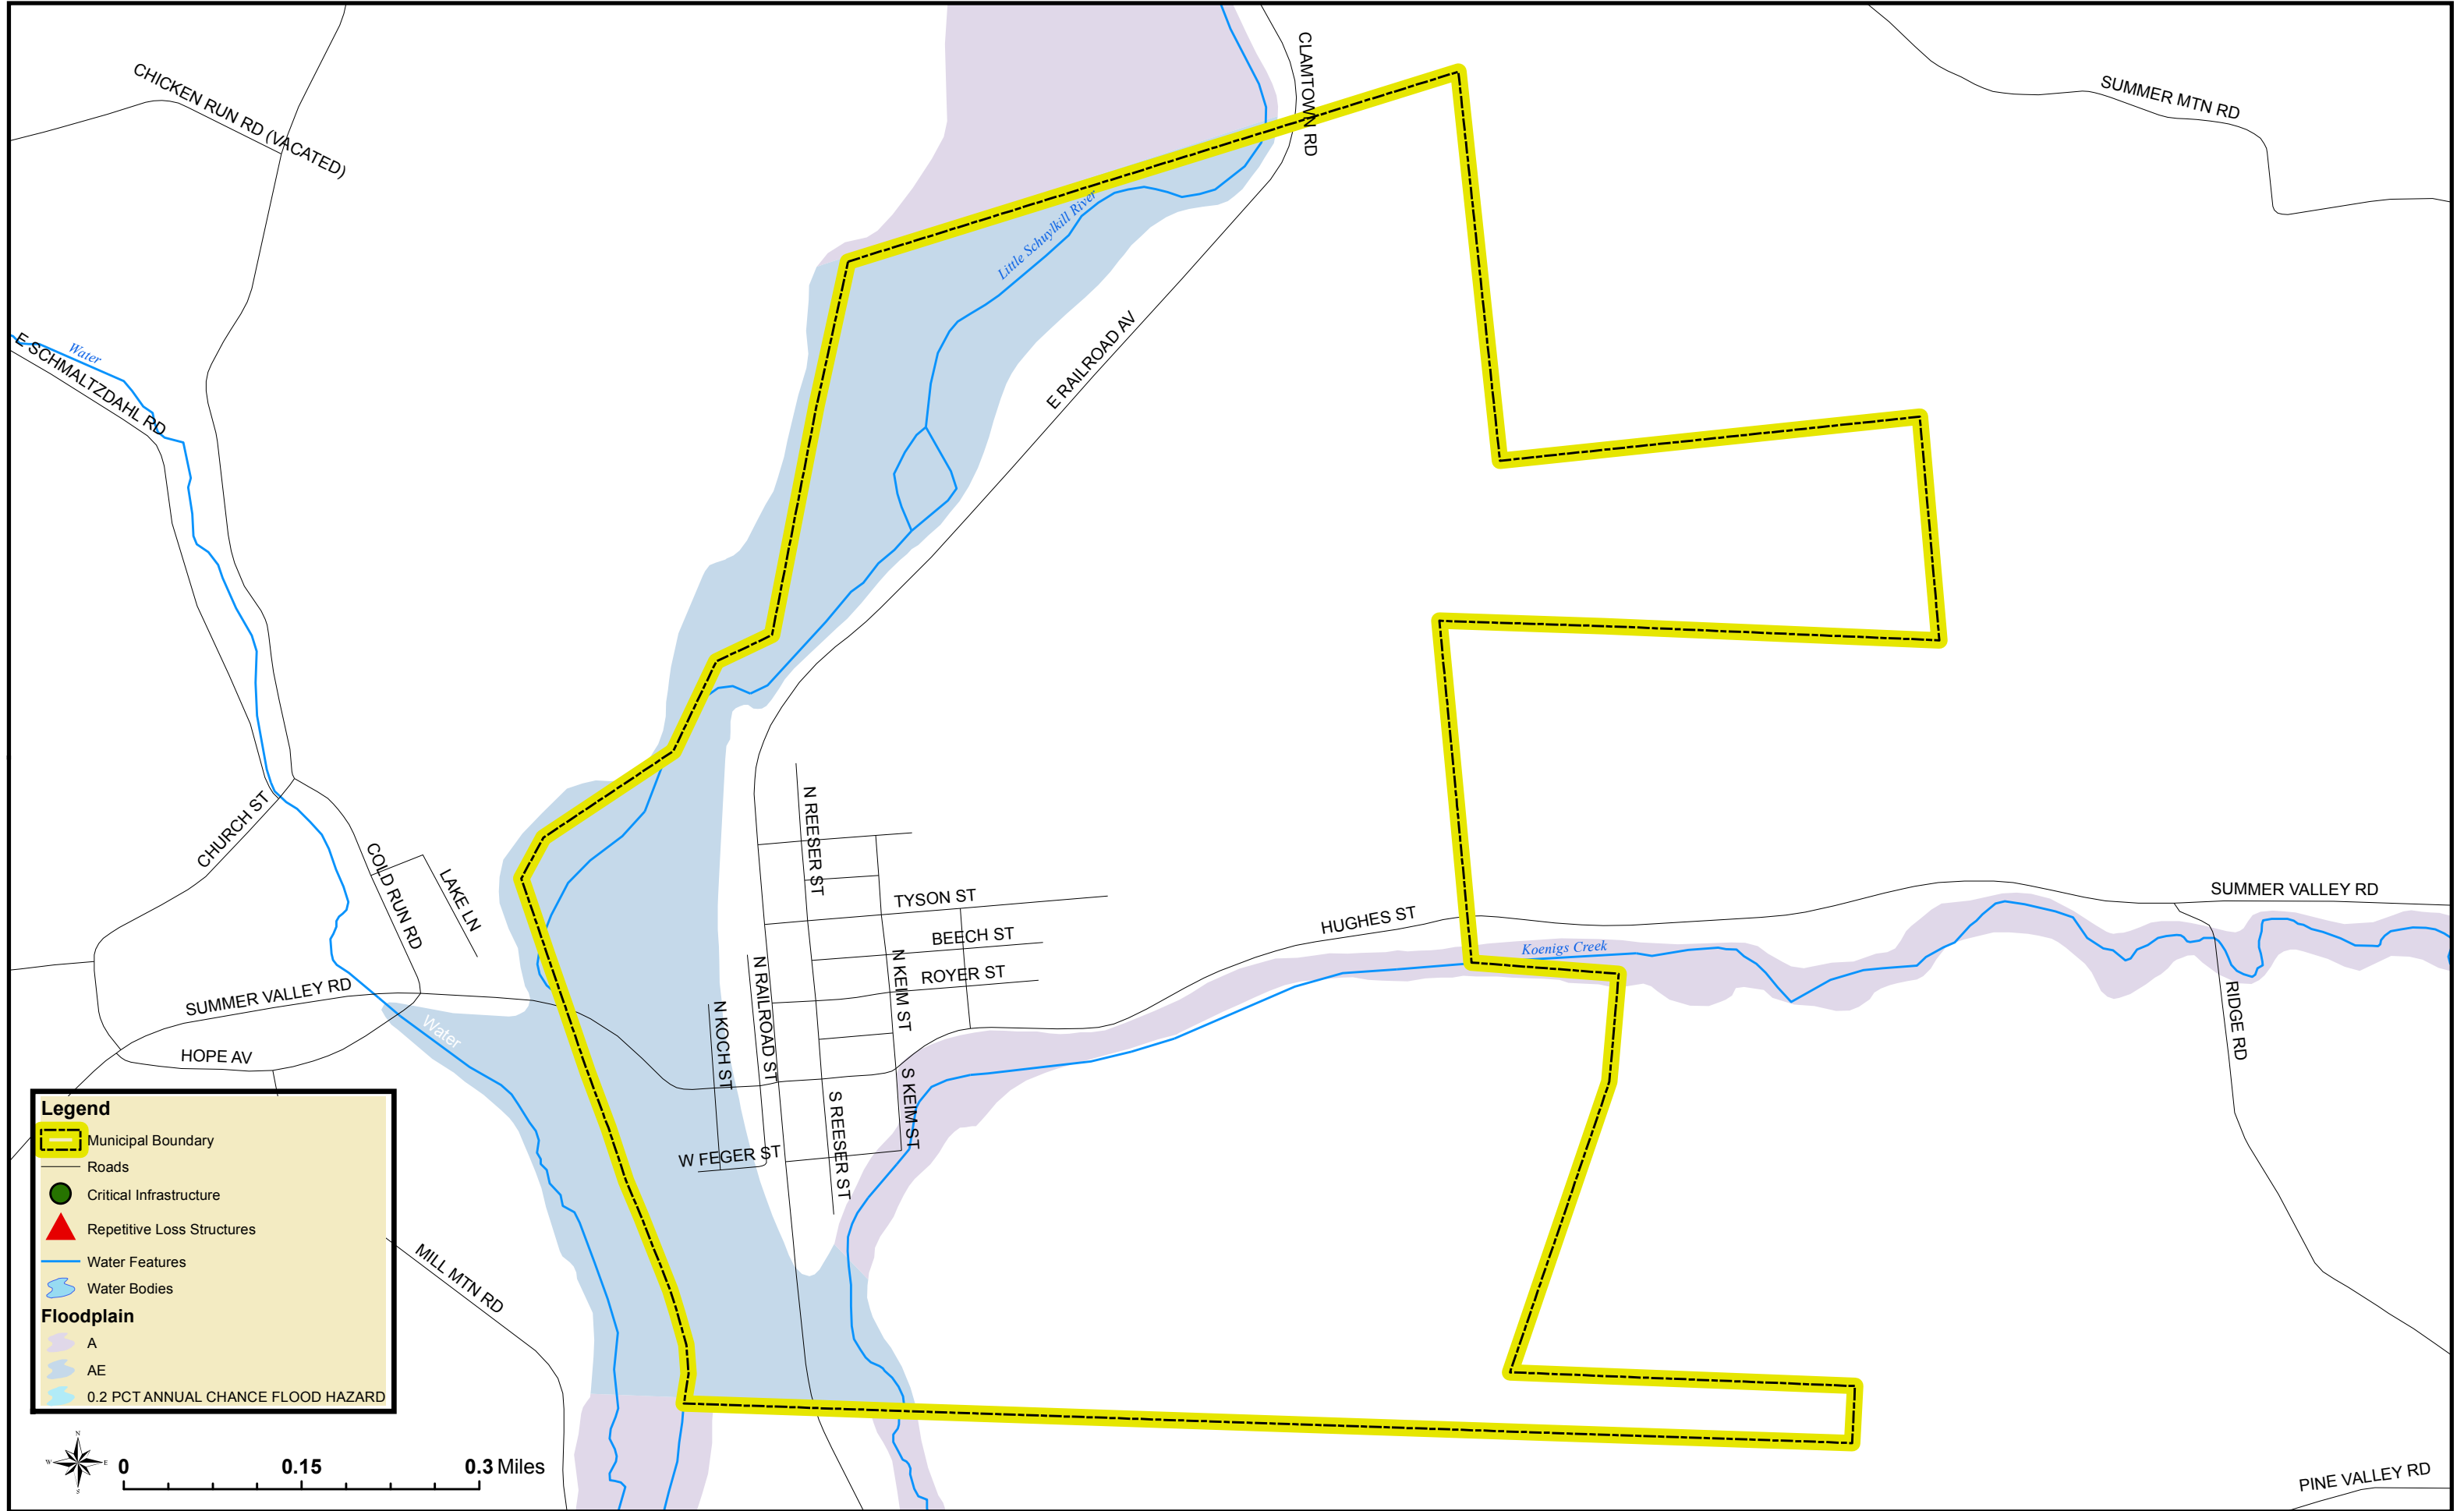 CLAMTOWN RD
CHICKEN RUN RD (VACATED)
SUMMER MTN RD
Little Schuylkill River
Water
E SCHMALTZDAHL RD
E RAILROAD AV
CHURCH ST
COLD RUN RD
LAKE LN
N REESER ST
TYSON ST
BEECH ST
ROYER ST
N KEIM ST
HUGHES ST
SUMMER VALLEY RD
Koenigs Creek
RIDGE RD
SUMMER VALLEY RD
N RAILROAD ST
N KOCH ST
Water
HOPE AV
S KEIM ST
S REESER ST
W FEGER ST
MILL MTN RD
PINE VALLEY RD
Legend
Municipal Boundary
Roads
Critical Infrastructure
Repetitive Loss Structures
Water Features
Water Bodies
Floodplain
A
AE
0.2 PCT ANNUAL CHANCE FLOOD HAZARD
N
W E
S
0 0.15 0.3 Miles